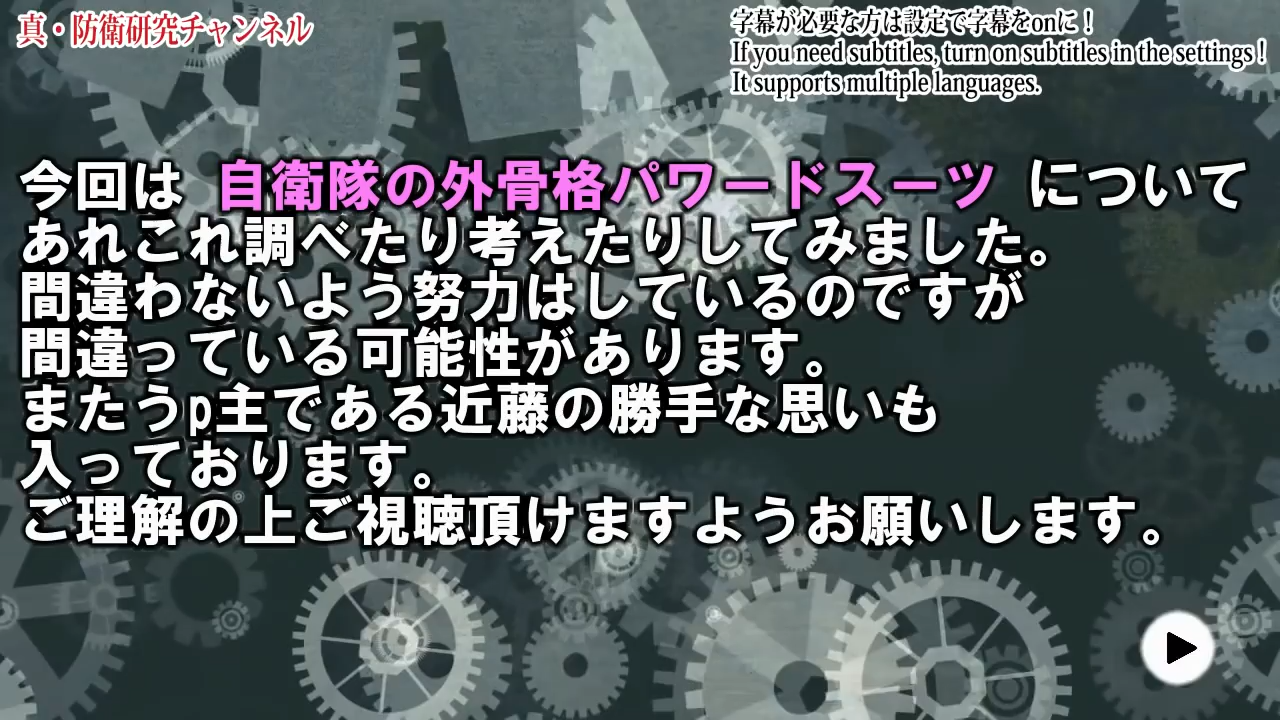 真・防衛研究チャンネル
字幕が必要な方は設定で字幕をonに！
If you need subtitles, turn on subtitles in the settings !
It supports multiple languages.
今回は 自衛隊の外骨格パワードスーツ について
あれこれ調べたり考えたりしてみました。
間違わないよう努力はしているのですが
間違っている可能性があります。
またうp主である近藤の勝手な思いも
入っております。
ご理解の上ご視聴頂けますようお願いします。